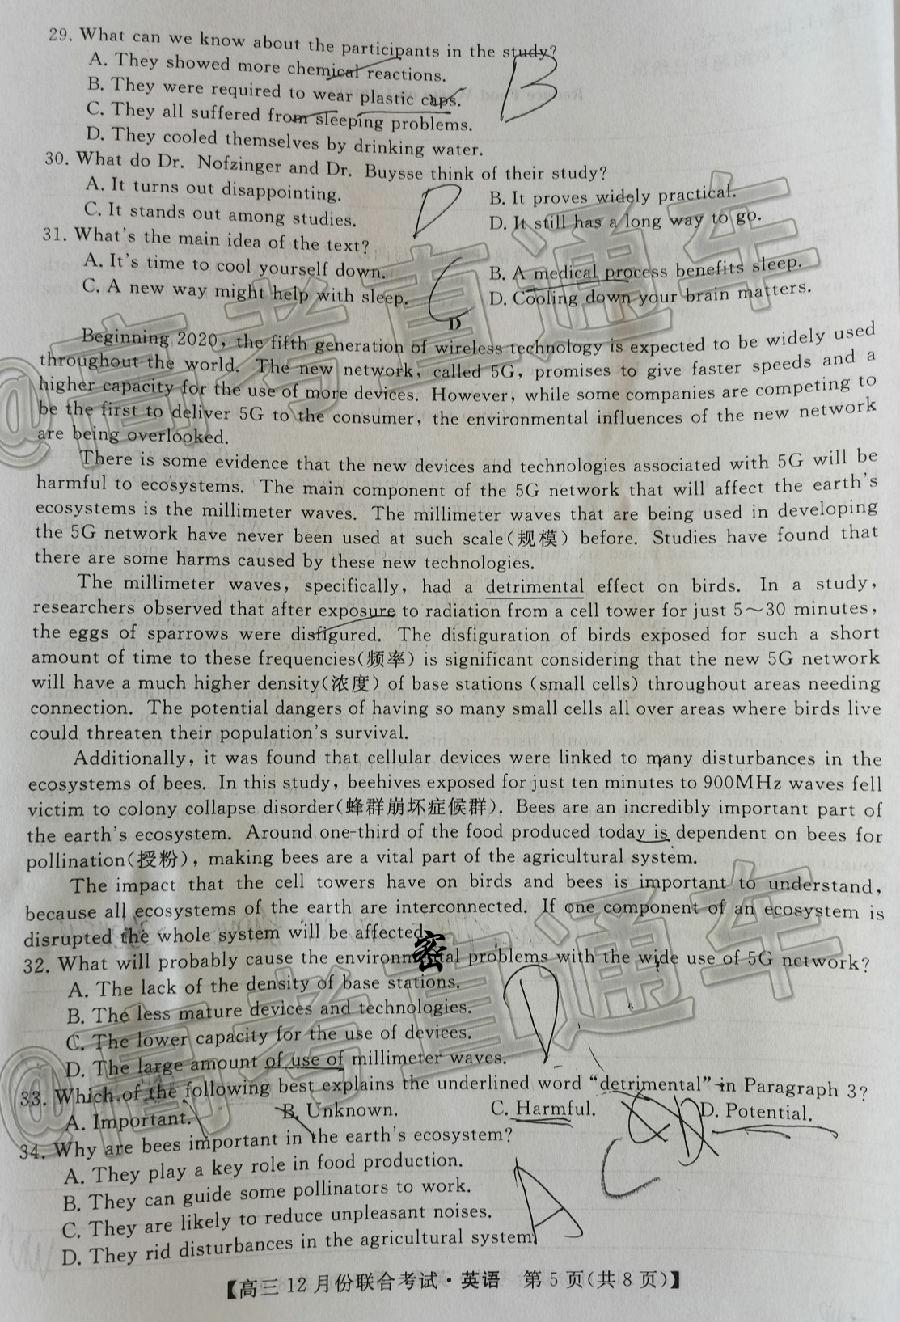 29. What can we know about the participants in the study?
A. They showed more chemical reactions.
B. They were required to wear plastic caps.
C. They all suffered from sleeping problems.
D. They cooled themselves by drinking water.
B
30. What do Dr. Nofzinger and Dr. Buysse think of their study?
A. It turns out disappointing.
B. It proves widely practical.
C. It stands out among studies.
D. It still has a long way to go.
D
31. What's the main idea of the text?
A. It's time to cool yourself down.
B. A medical process benefits sleep.
C. A new way might help with sleep.
D. Cooling down your brain matters.
C
D
Beginning 2020, the fifth generation of wireless technology is expected to be widely used
throughout the world. The new network, called 5G, promises to give faster speeds and a
higher capacity for the use of more devices. However, while some companies are competing to
be the first to deliver 5G to the consumer, the environmental influences of the new network
are being overlooked.
There is some evidence that the new devices and technologies associated with 5G will be
harmful to ecosystems. The main component of the 5G network that will affect the earth's
ecosystems is the millimeter waves. The millimeter waves that are being used in developing
the 5G network have never been used at such scale(规模) before. Studies have found that
there are some harms caused by these new technologies.
The millimeter waves, specifically, had a detrimental effect on birds. In a study,
researchers observed that after exposure to radiation from a cell tower for just 5～30 minutes,
the eggs of sparrows were disfigured. The disfiguration of birds exposed for such a short
amount of time to these frequencies(频率) is significant considering that the new 5G network
will have a much higher density(浓度) of base stations (small cells) throughout areas needing
connection. The potential dangers of having so many small cells all over areas where birds live
could threaten their population's survival.
Additionally, it was found that cellular devices were linked to many disturbances in the
ecosystems of bees. In this study, beehives exposed for just ten minutes to 900MHz waves fell
victim to colony collapse disorder(蜂群崩坏症候群). Bees are an incredibly important part of
the earth's ecosystem. Around one-third of the food produced today is dependent on bees for
pollination(授粉), making bees are a vital part of the agricultural system.
The impact that the cell towers have on birds and bees is important to understand,
because all ecosystems of the earth are interconnected. If one component of an ecosystem is
disrupted the whole system will be affected.
密
32. What will probably cause the environmental problems with the wide use of 5G network?
A. The lack of the density of base stations.
B. The less mature devices and technologies.
C. The lower capacity for the use of devices.
D. The large amount of use of millimeter waves.
D
33. Which of the following best explains the underlined word “detrimental” in Paragraph 3?
A. Important.
B. Unknown.
C. Harmful.
D. Potential.
C
34. Why are bees important in the earth's ecosystem?
A. They play a key role in food production.
B. They can guide some pollinators to work.
C. They are likely to reduce unpleasant noises.
D. They rid disturbances in the agricultural system.
A
【高三12月份联合考试·英语 第5页(共8页)】
@高考直通车
@高考直通车